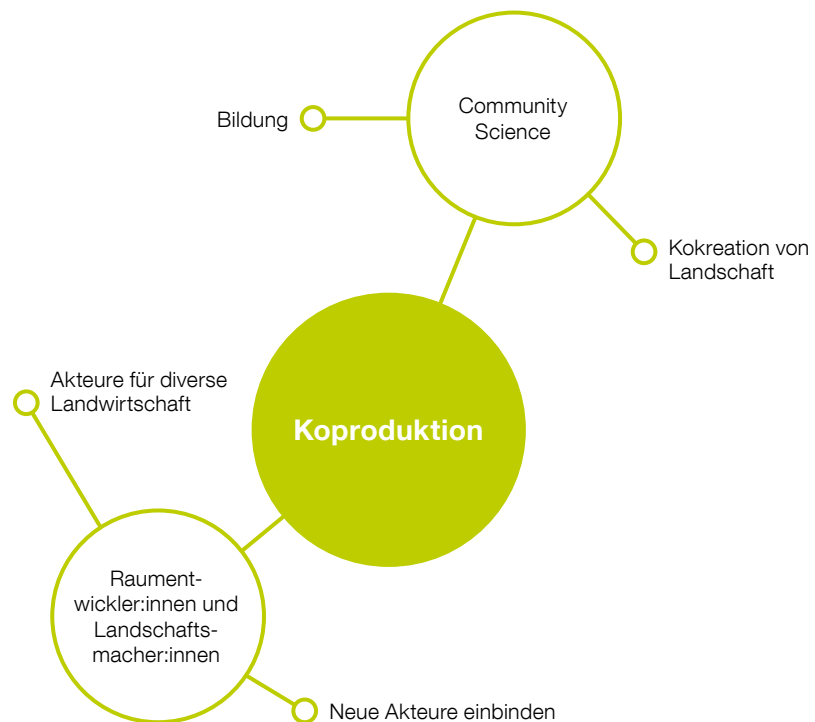 Community
Science
Bildung
Kokreation von
Landschaft
Akteure für diverse
Landwirtschaft
Koproduktion
Raument-
wickler:innen und
Landschafts-
macher:innen
Neue Akteure einbinden